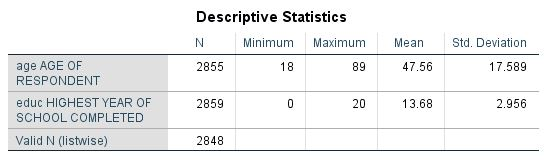 Descriptive Statistics
N Minimum Maximum Mean Std. Deviation
age AGE OF
RESPONDENT 2855 18 89 47.56 17.589
educ HIGHEST YEAR OF
SCHOOL COMPLETED 2859 0 20 13.68 2.956
Valid N (listwise) 2848